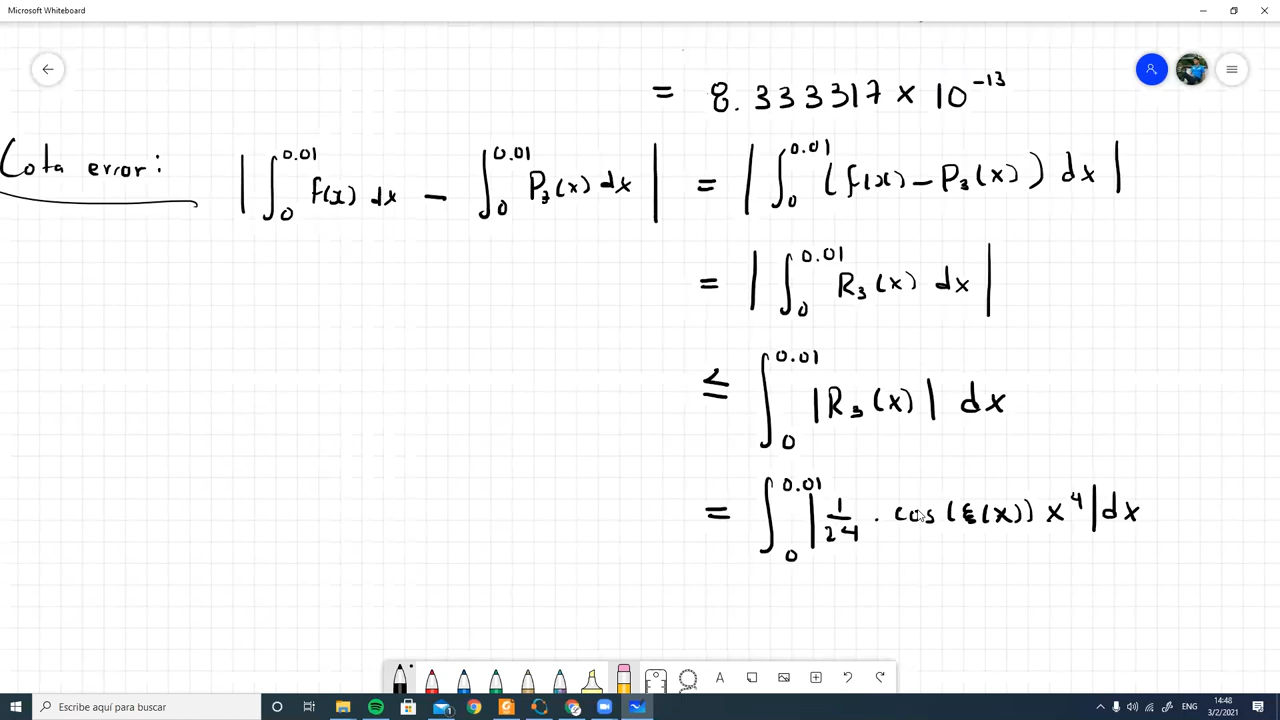 Microsoft Whiteboard
= 8.333317 × 10^{-13}
Cota error: |∫_0^{0.01} f(x) dx - ∫_0^{0.01} P_3(x) dx| = |∫_0^{0.01} (f(x) - P_3(x)) dx|
= |∫_0^{0.01} R_3(x) dx|
≤ ∫_0^{0.01} |R_3(x)| dx
= ∫_0^{0.01} |1/24 · cos(ξ(x)) x^4| dx
A
Escribe aquí para buscar
ENG
14:48
3/2/2021